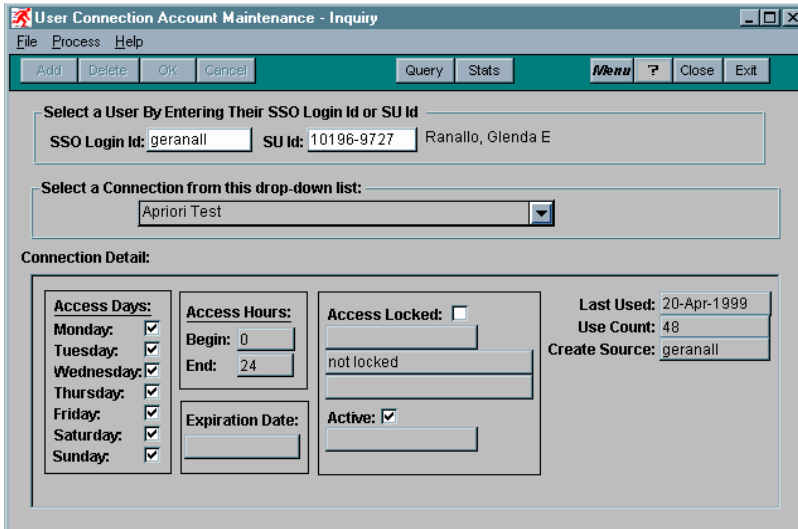 User Connection Account Maintenance - Inquiry
File Process Help
Add Delete OK Cancel Query Stats Menu ? Close Exit
Select a User By Entering Their SSO Login Id or SU Id
SSO Login Id: geranall SU Id: 10196-9727 Ranallo, Glenda E
Select a Connection from this drop-down list:
Apriori Test
Connection Detail:
Access Days:
Monday:
Tuesday:
Wednesday:
Thursday:
Friday:
Saturday:
Sunday:
Access Hours:
Begin: 0
End: 24
Expiration Date:
Access Locked:
not locked
Active:
Last Used: 20-Apr-1999
Use Count: 48
Create Source: geranall